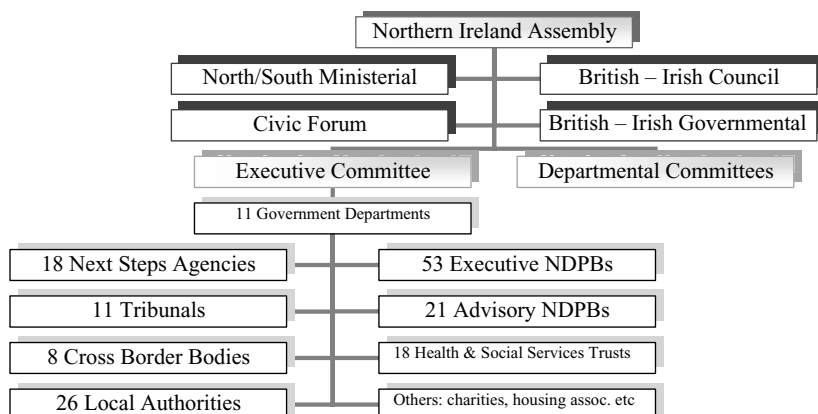 Northern Ireland Assembly
North/South Ministerial
British – Irish Council
Civic Forum
British – Irish Governmental
Executive Committee
Departmental Committees
11 Government Departments
18 Next Steps Agencies
53 Executive NDPBs
11 Tribunals
21 Advisory NDPBs
8 Cross Border Bodies
18 Health & Social Services Trusts
26 Local Authorities
Others: charities, housing assoc. etc